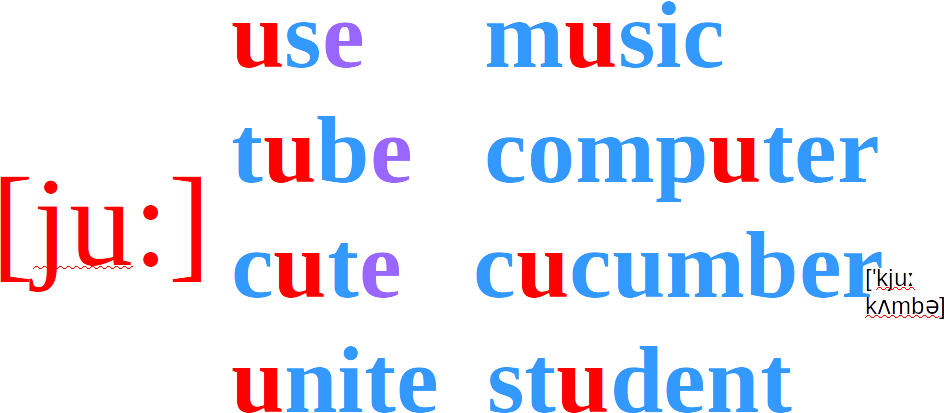 use music
tube computer
[ju:]
cute cucumber
['kju:
kʌmbə]
unite student